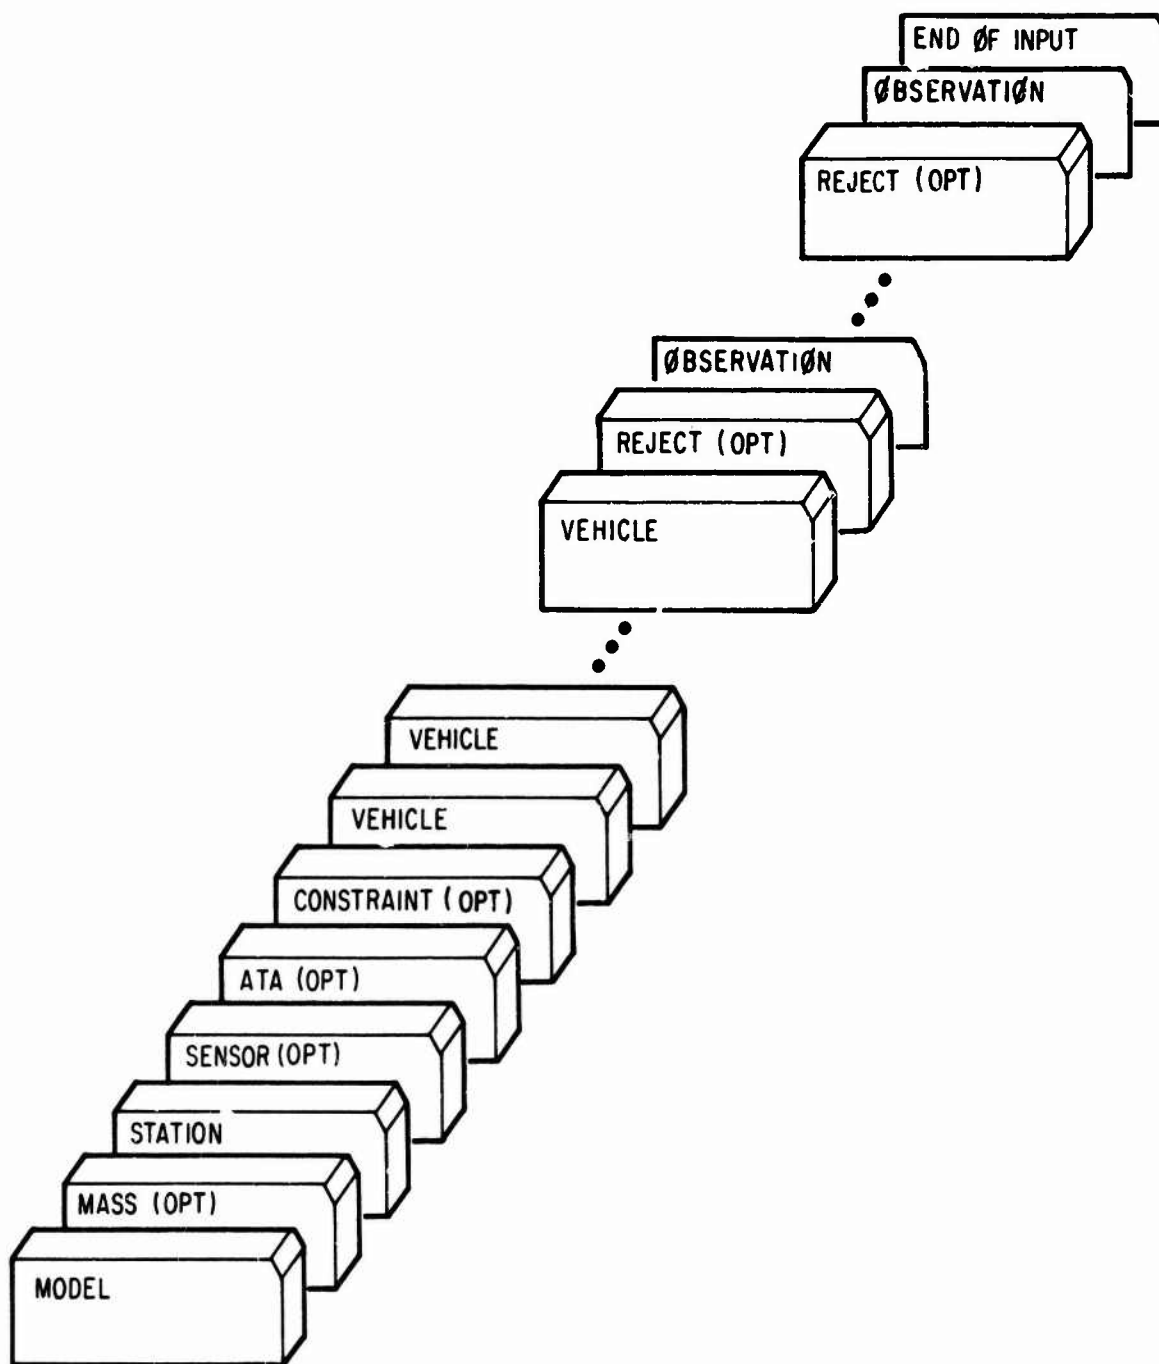 END ØF INPUT
ØBSERVATIØN
REJECT (OPT)
ØBSERVATIØN
REJECT (OPT)
VEHICLE
VEHICLE
VEHICLE
CONSTRAINT (OPT)
ATA (OPT)
SENSOR (OPT)
STATION
MASS (OPT)
MODEL